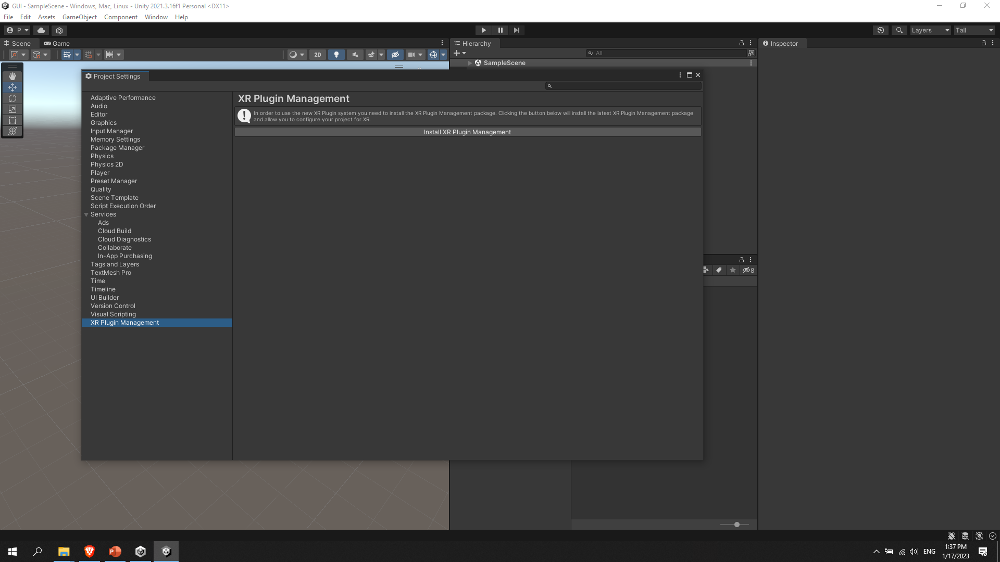 GUI - SampleScene - Windows, Mac, Linux - Unity 2021.3.16f1 Personal <DX11>
File Edit Assets GameObject Component Window Help
P
Layers
Tall
Scene
Game
Hierarchy
Inspector
2D
All
SampleScene
Project Settings
Adaptive Performance
Audio
Editor
Graphics
Input Manager
Memory Settings
Package Manager
Physics
Physics 2D
Player
Preset Manager
Quality
Scene Template
Script Execution Order
Services
Ads
Cloud Build
Cloud Diagnostics
Collaborate
In-App Purchasing
Tags and Layers
TextMesh Pro
Time
Timeline
UI Builder
Version Control
Visual Scripting
XR Plugin Management
XR Plugin Management
In order to use the new XR Plugin system you need to install the XR Plugin Management package. Clicking the button below will install the latest XR Plugin Management package
and allow you to configure your project for XR.
Install XR Plugin Management
8
P
ENG
1:37 PM
1/17/2023